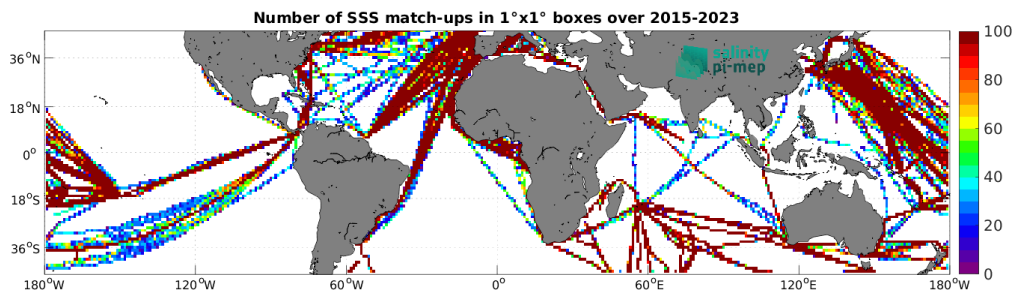 Number of SSS match-ups in 1°x1° boxes over 2015-2023
36°N
18°N
0°
18°S
36°S
180°W
120°W
60°W
0°
60°E
120°E
180°W
salinity
pi-mep
100
80
60
40
20
0